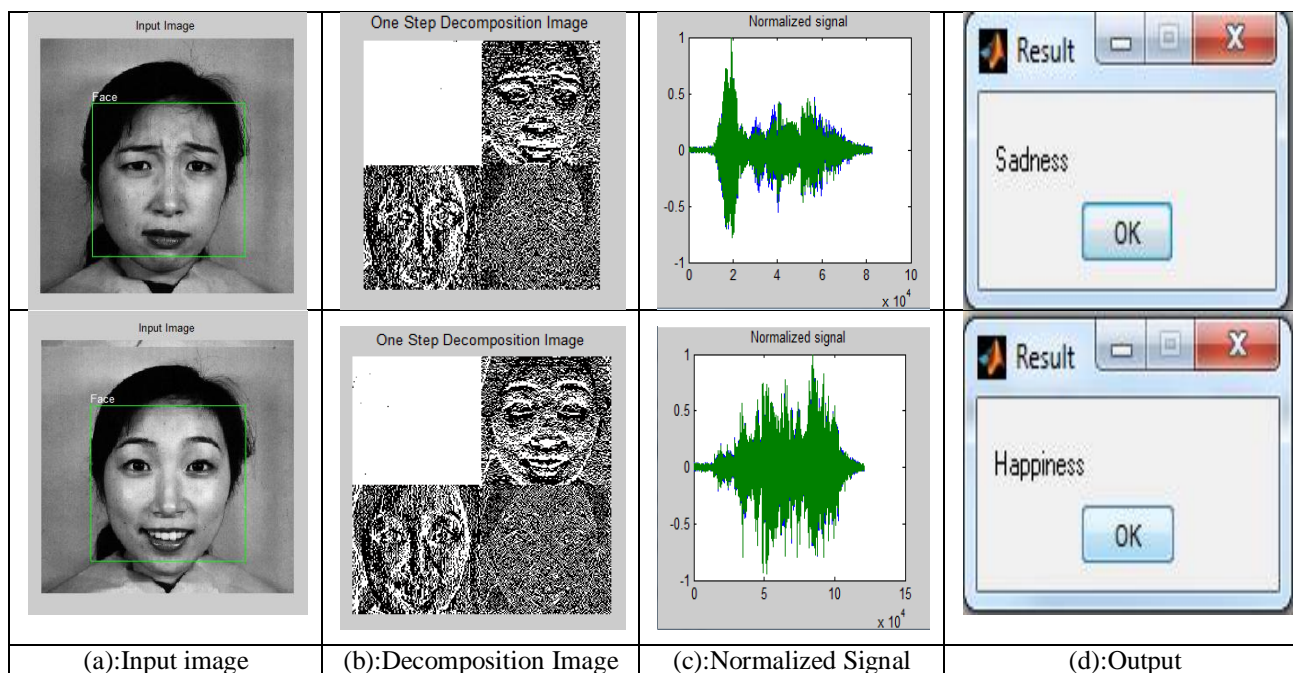 Input Image
Face
One Step Decomposition Image
Normalized signal
1
0.5
0
-0.5
-1
0 2 4 6 8 10
x 10^4
Result
Sadness
OK
Input Image
Face
One Step Decomposition Image
Normalized signal
1
0.5
0
-0.5
-1
0 5 10 15
x 10^4
Result
Happiness
OK
(a):Input image (b):Decomposition Image (c):Normalized Signal (d):Output